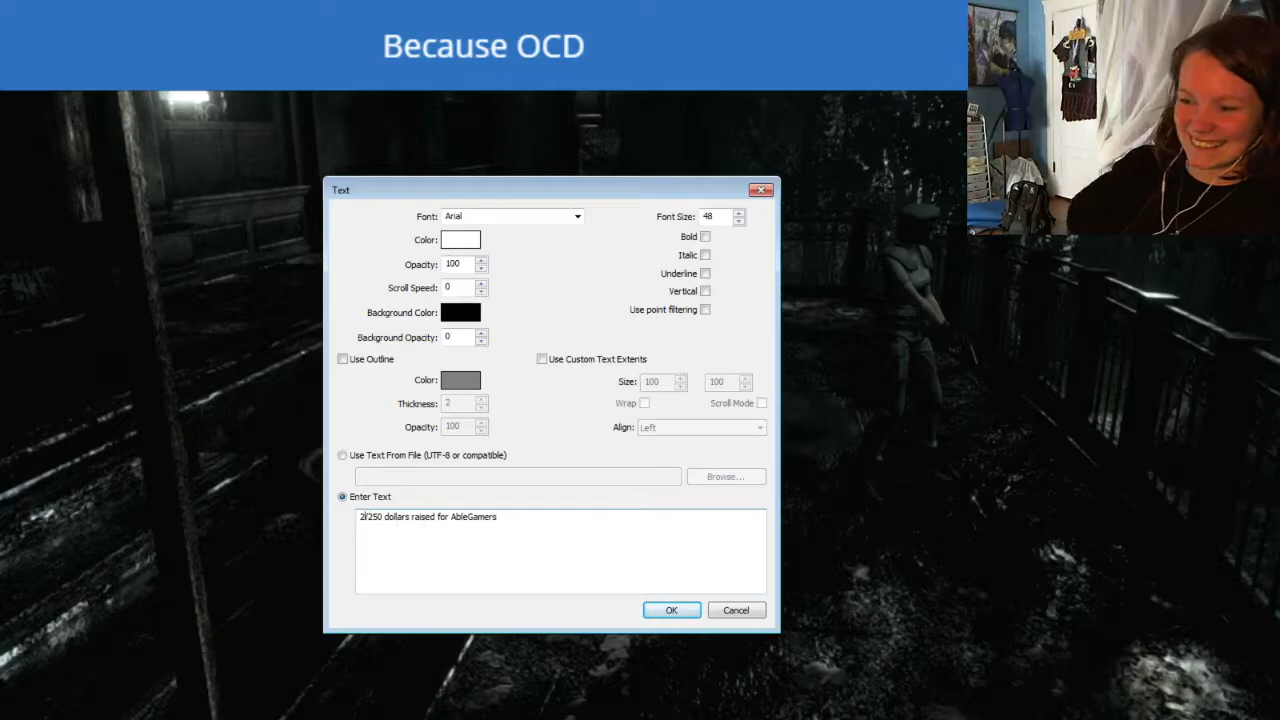 Because OCD
Text
Font: Arial
Font Size: 48
Color:
Bold
Opacity: 100
Italic
Scroll Speed: 0
Underline
Vertical
Background Color:
Use point filtering
Background Opacity: 0
Use Outline
Use Custom Text Extents
Color:
Size: 100 100
Thickness: 2
Wrap
Scroll Mode
Opacity: 100
Align: Left
Use Text From File (UTF-8 or compatible)
Browse...
Enter Text
2/250 dollars raised for AbleGamers
OK
Cancel